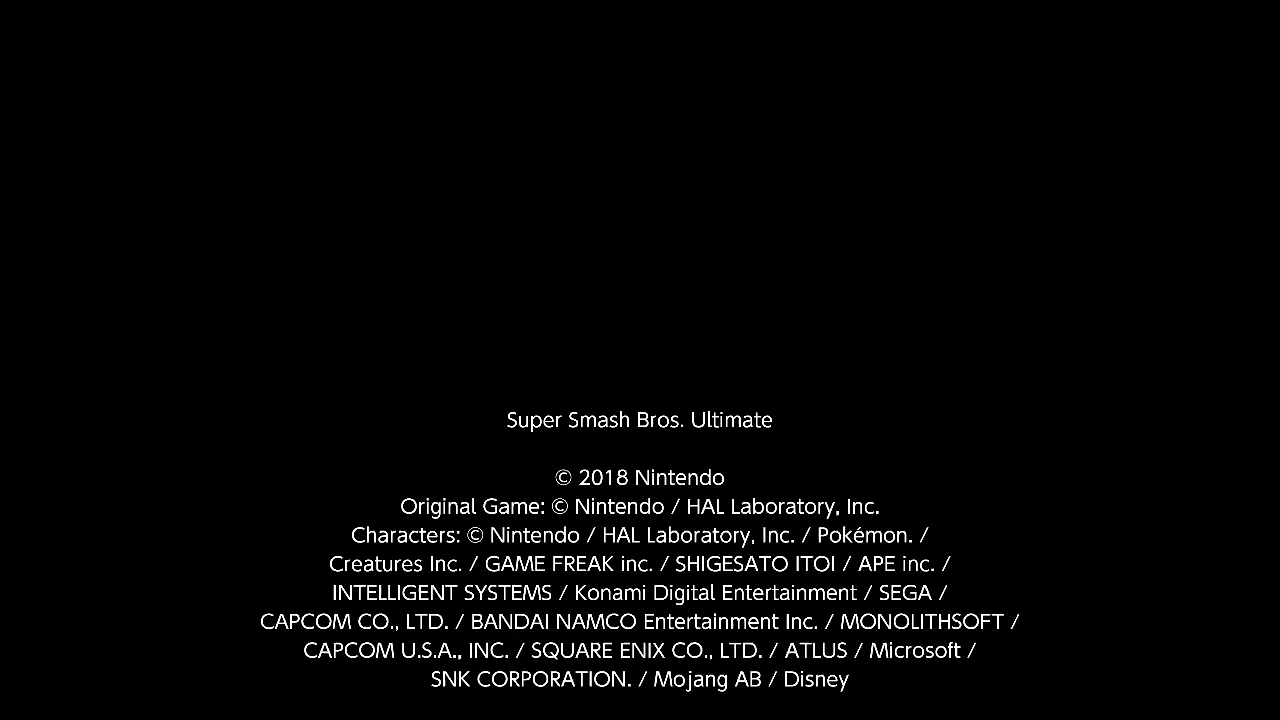 Super Smash Bros. Ultimate
© 2018 Nintendo
Original Game: © Nintendo / HAL Laboratory, Inc.
Characters: © Nintendo / HAL Laboratory, Inc. / Pokémon. /
Creatures Inc. / GAME FREAK inc. / SHIGESATO ITOI / APE inc. /
INTELLIGENT SYSTEMS / Konami Digital Entertainment / SEGA /
CAPCOM CO., LTD. / BANDAI NAMCO Entertainment Inc. / MONOLITHSOFT /
CAPCOM U.S.A., INC. / SQUARE ENIX CO., LTD. / ATLUS / Microsoft /
SNK CORPORATION. / Mojang AB / Disney